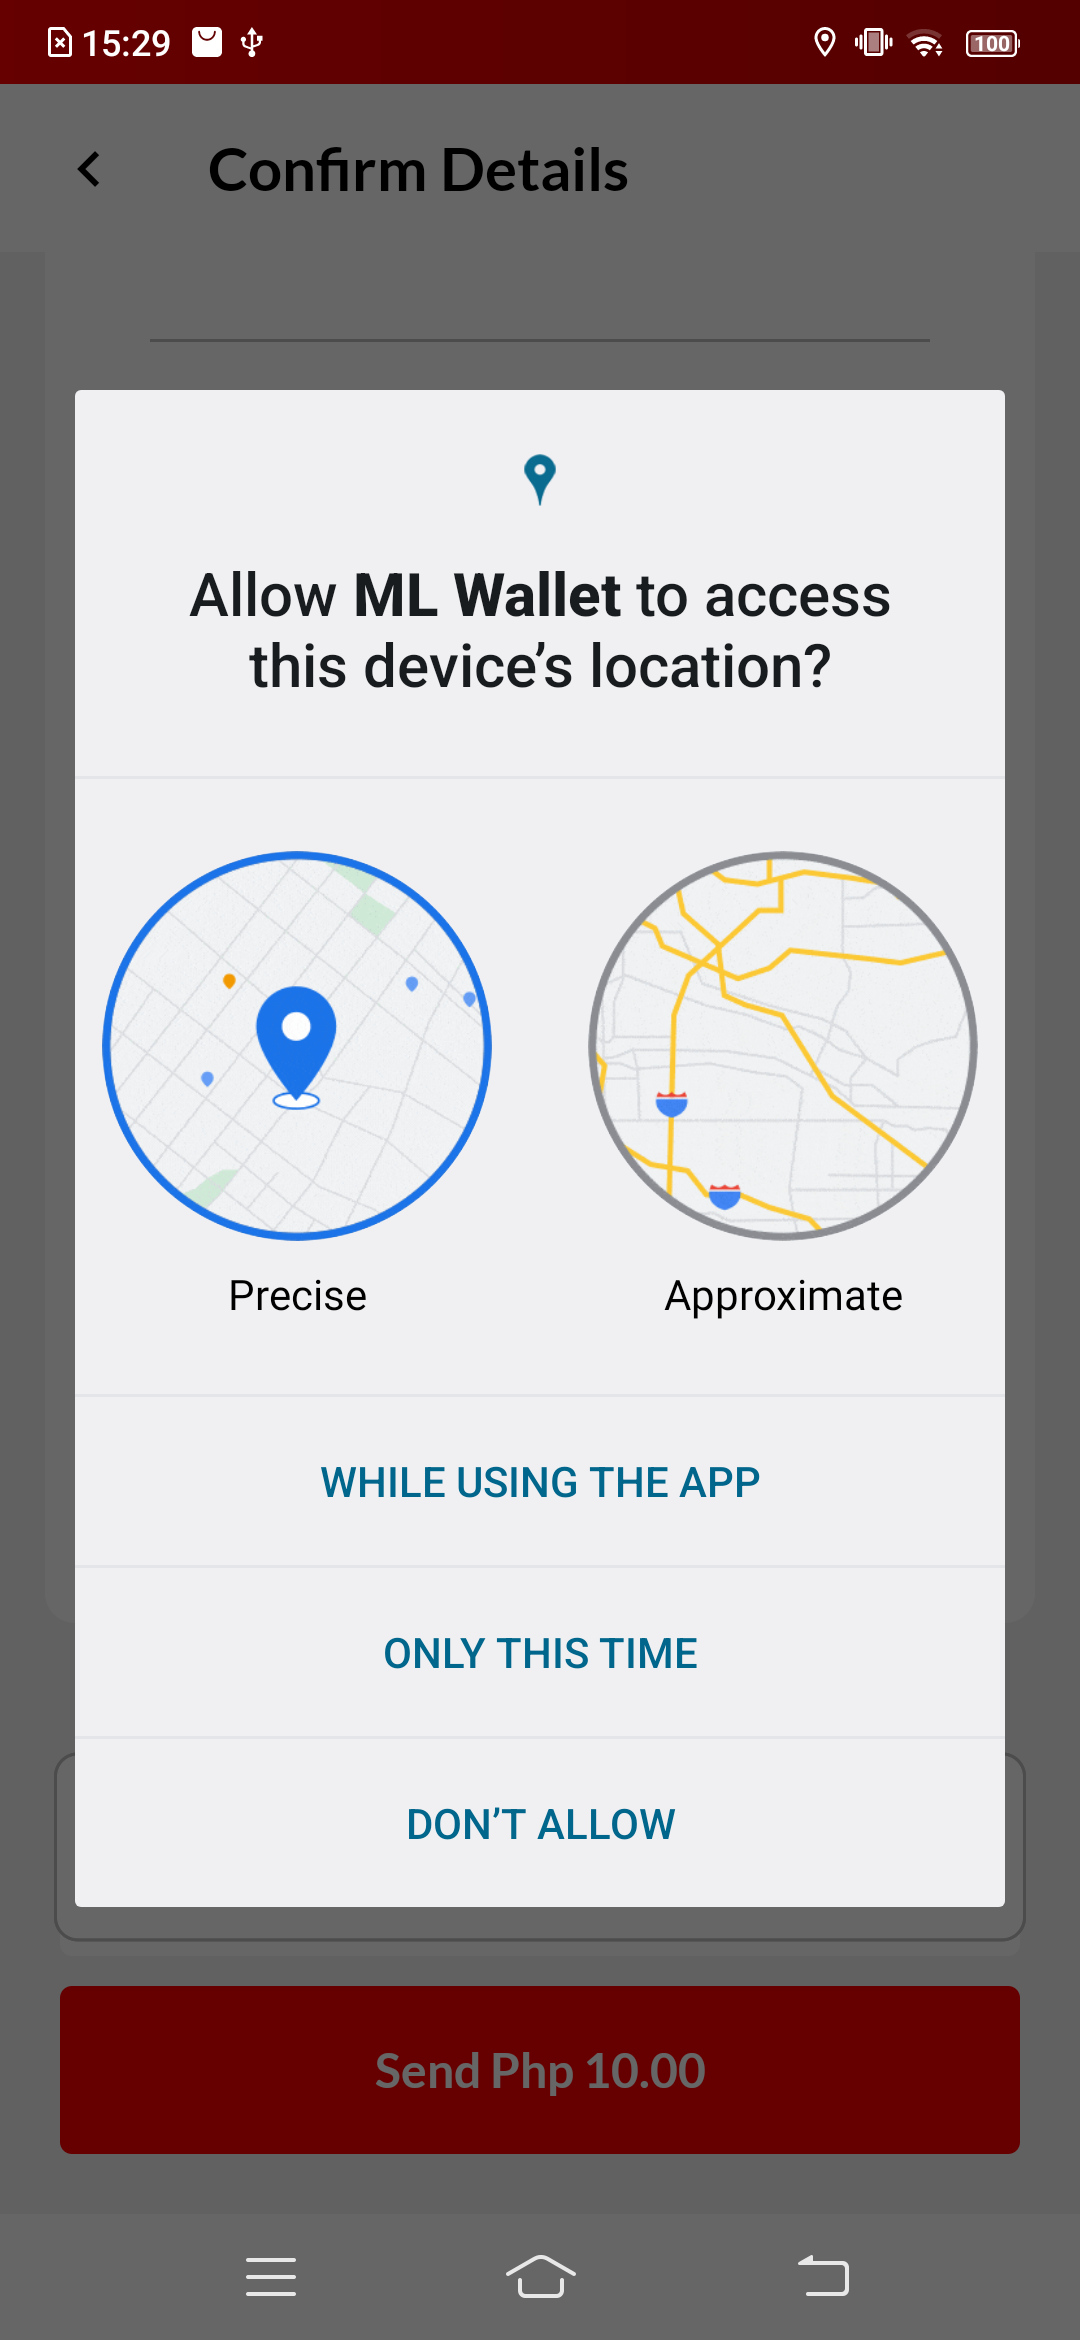 15:29
100
Confirm Details
Allow ML Wallet to access
this device’s location?
Precise
Approximate
WHILE USING THE APP
ONLY THIS TIME
DON’T ALLOW
Send Php 10.00